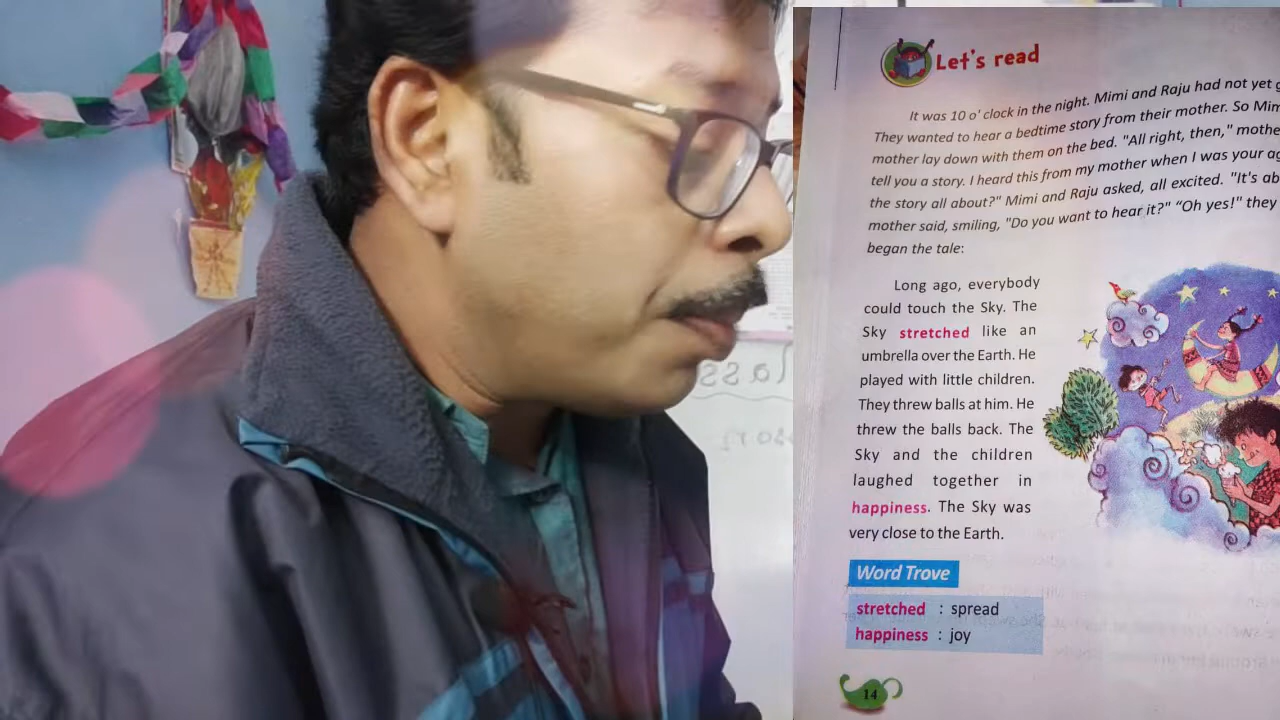 Let's read
It was 10 o' clock in the night. Mimi and Raju had not yet
They wanted to hear a bedtime story from their mother. So
mother lay down with them on the bed. "All right, then,"
tell you a story. I heard this from my mother when I was your
the story all about?" Mimi and Raju asked, all excited. "It's
mother said, smiling, "Do you want to hear it?" “Oh yes!" they
began the tale:
Long ago, everybody
could touch the Sky. The
Sky stretched like an
umbrella over the Earth. He
played with little children.
They threw balls at him. He
threw the balls back. The
Sky and the children
laughed together in
happiness. The Sky was
very close to the Earth.
Word Trove
stretched : spread
happiness : joy
14